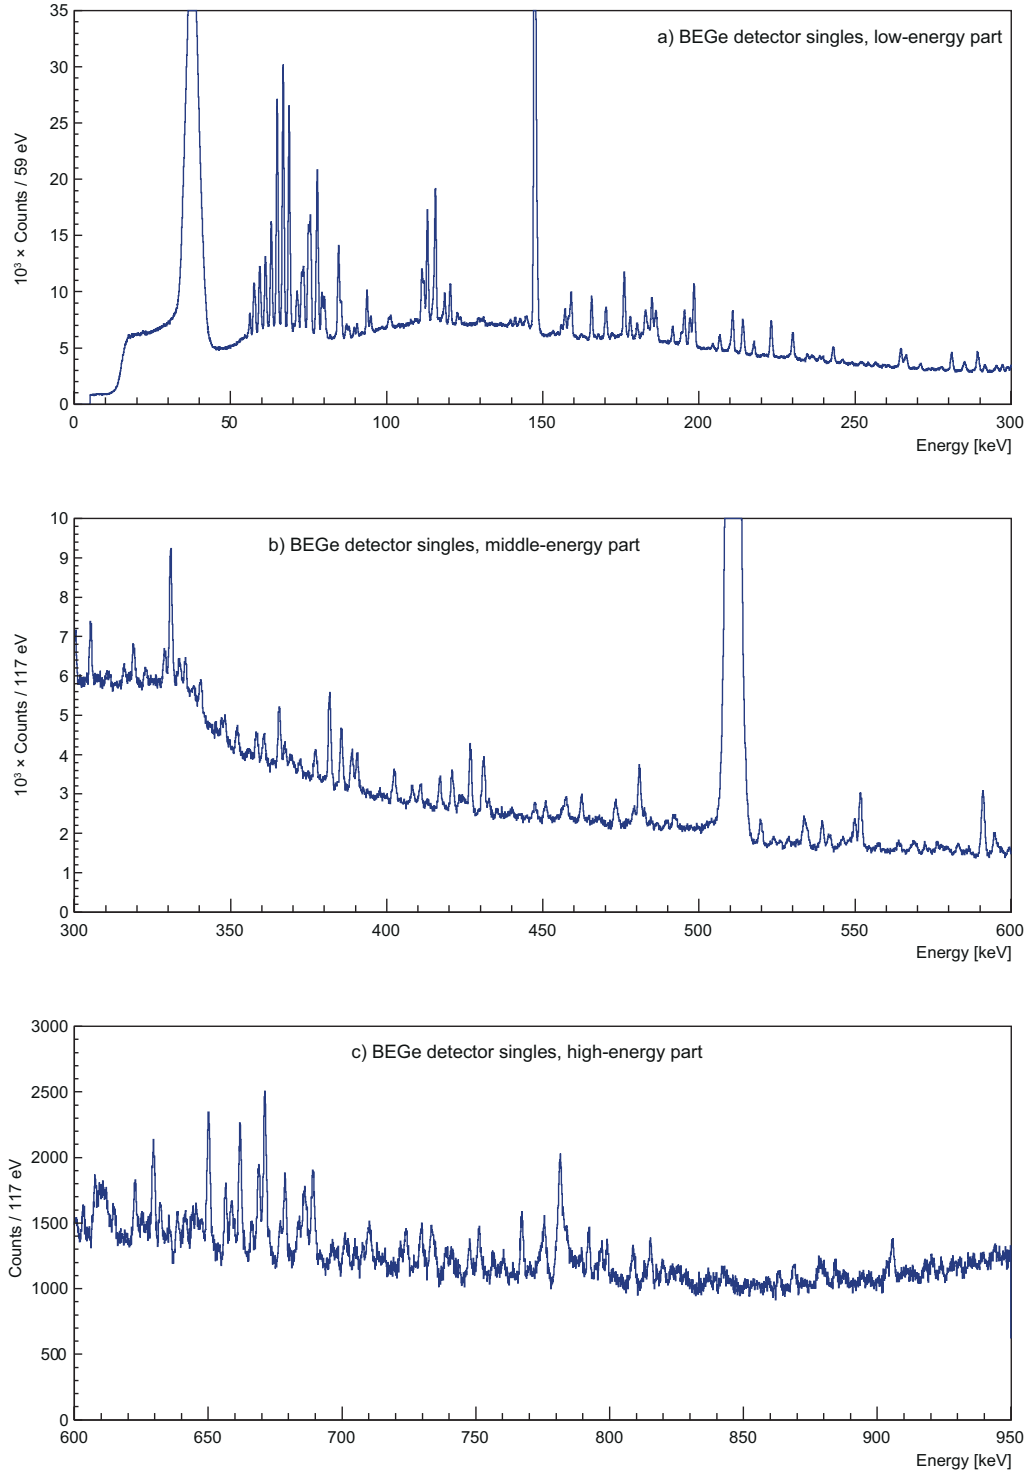 a) BEGe detector singles, low-energy part
10³ × Counts / 59 eV
35
30
25
20
15
10
5
0
0 50 100 150 200 250 300
Energy [keV]
b) BEGe detector singles, middle-energy part
10³ × Counts / 117 eV
10
9
8
7
6
5
4
3
2
1
0
300 350 400 450 500 550 600
Energy [keV]
c) BEGe detector singles, high-energy part
Counts / 117 eV
3000
2500
2000
1500
1000
500
0
600 650 700 750 800 850 900 950
Energy [keV]